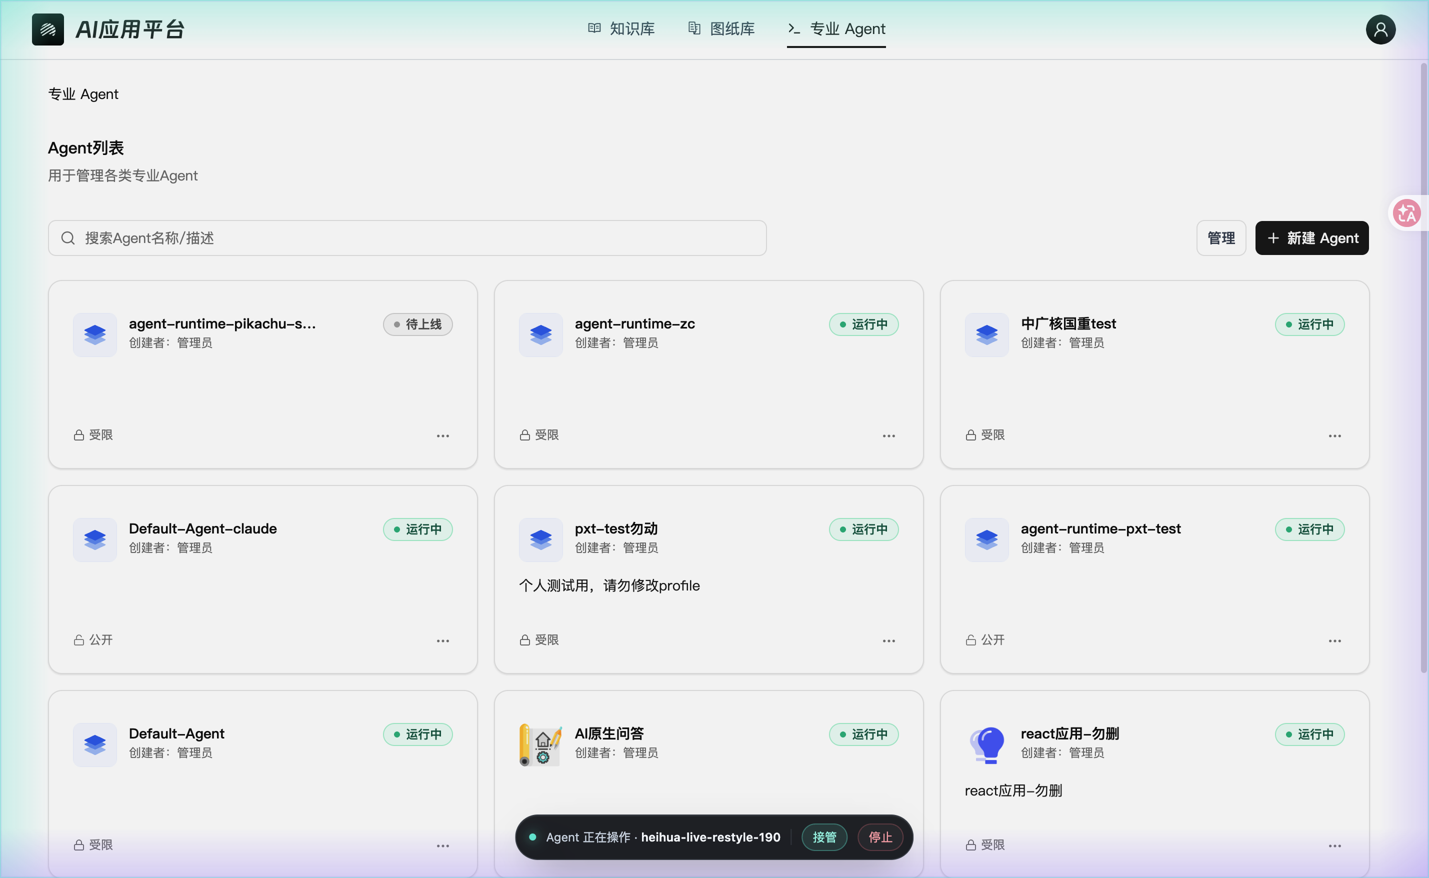 AI应用平台
知识库
图纸库
专业 Agent
专业 Agent
Agent列表
用于管理各类专业Agent
搜索Agent名称/描述
管理
+ 新建 Agent
agent-runtime-pikachu-s...
待上线
创建者：管理员
受限
agent-runtime-zc
运行中
创建者：管理员
受限
中广核国重test
运行中
创建者：管理员
受限
Default-Agent-claude
运行中
创建者：管理员
公开
pxt-test勿动
运行中
创建者：管理员
个人测试用，请勿修改profile
受限
agent-runtime-pxt-test
运行中
创建者：管理员
公开
Default-Agent
运行中
创建者：管理员
受限
AI原生问答
运行中
创建者：管理员
react应用-勿删
运行中
创建者：管理员
react应用-勿删
受限
Agent 正在操作 · heihua-live-restyle-190
接管
停止